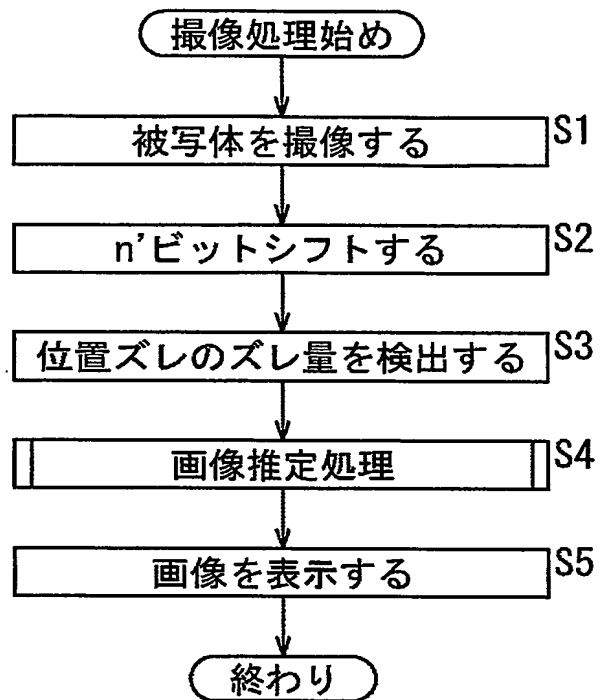 撮像処理始め
被写体を撮像する S1
n'ビットシフトする S2
位置ズレのズレ量を検出する S3
画像推定処理 S4
画像を表示する S5
終わり